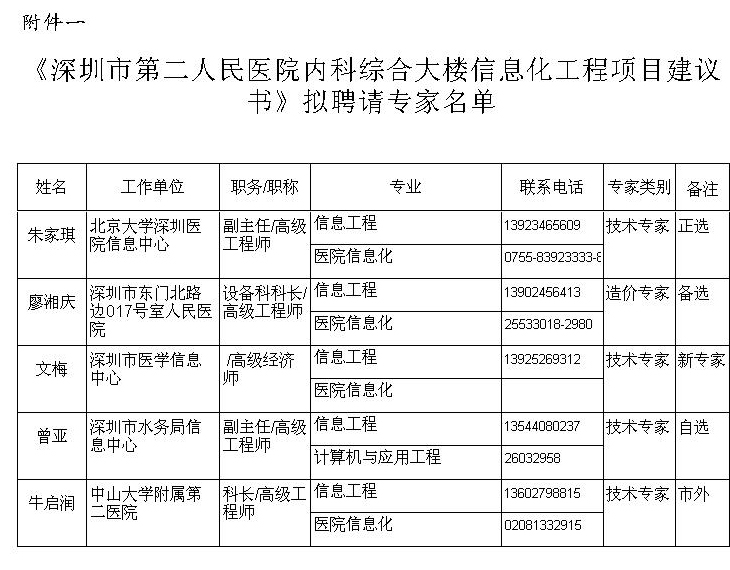 附件一
《深圳市第二人民医院内科综合大楼信息化工程项目建议
书》拟聘请专家名单
姓名 工作单位 职务/职称 专业 联系电话 专家类别 备注
朱家琪 北京大学深圳医 副主任/高级 信息工程 13923465609 技术专家 正选
院信息中心 工程师 医院信息化 0755-83923333-8
廖湘庆 深圳市东门北路 设备科科长/ 信息工程 13902456413 造价专家 备选
边017号室人民医 高级工程师 医院信息化 25533018-2980
院
文梅 深圳市医学信息 /高级经济 信息工程 13925269312 技术专家 新专家
中心 师 医院信息化
曾亚 深圳市水务局信 副主任/高级 信息工程 13544080237 技术专家 自选
息中心 工程师 计算机与应用工程 26032958
牛启润 中山大学附属第 科长/高级工 信息工程 13602798815 技术专家 市外
二医院 程师 医院信息化 02081332915